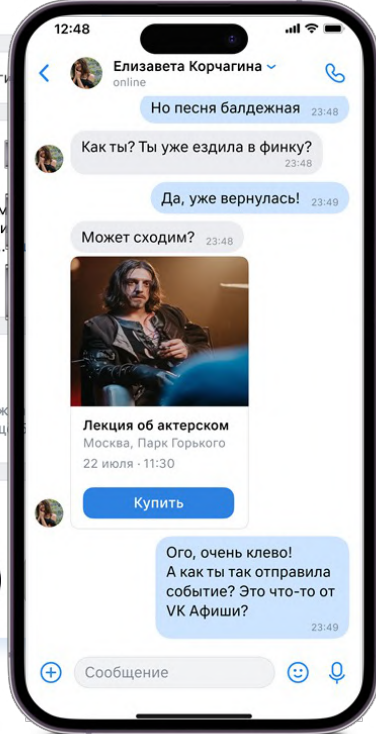 12:48
Елизавета Корчагина
online
Но песня балдежная 23:48
Как ты? Ты уже ездила в финку?
23:48
Да, уже вернулась! 23:49
Может сходим? 23:48
Лекция об актерском
Москва, Парк Горького
22 июля · 11:30
Купить
Ого, очень клево!
А как ты так отправила
событие? Это что-то от
VK Афиши?
23:49
Сообщение